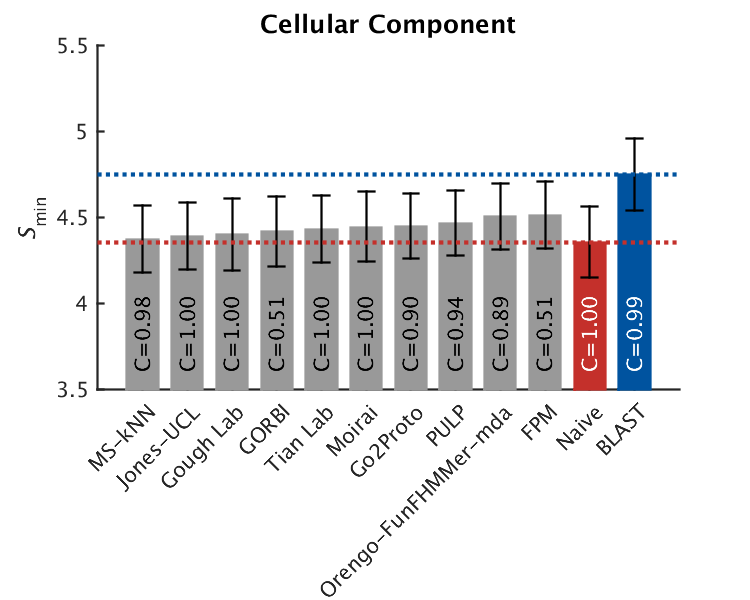 Cellular Component
5.5
5
4.5
4
3.5
Smin
C=0.98
C=1.00
C=1.00
C=0.51
C=1.00
C=1.00
C=0.90
C=0.94
C=0.89
C=0.51
C=1.00
C=0.99
MS-kNN
Jones-UCL
Gough Lab
GORBI
Tian Lab
Moirai
Go2Proto
PULP
Orengo-FunFHMMer-mda
FPM
Naive
BLAST